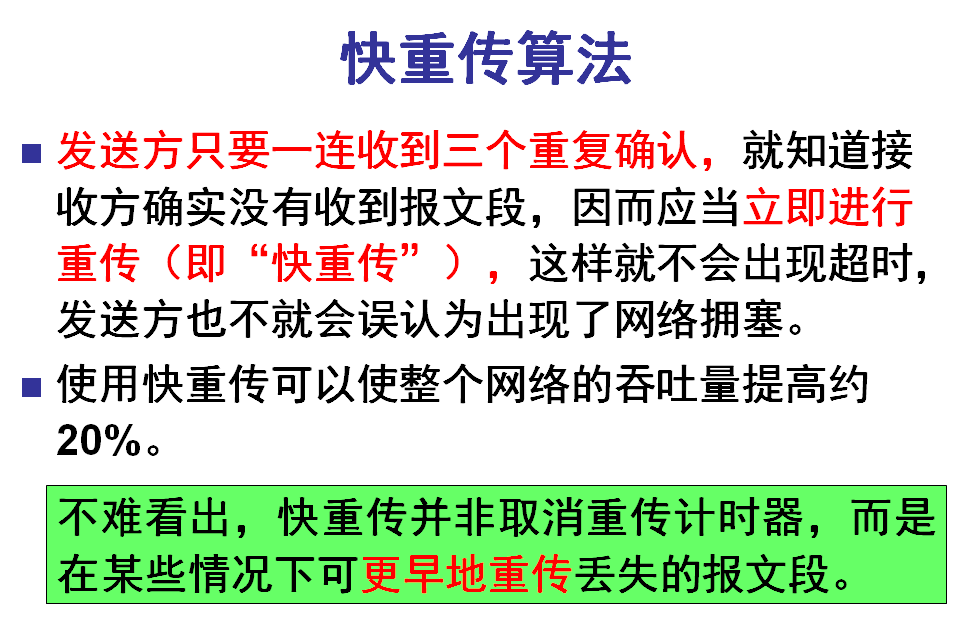 快重传算法
发送方只要一连收到三个重复确认，就知道接
收方确实没有收到报文段，因而应当立即进行
重传（即“快重传”），这样就不会出现超时，
发送方也不就会误认为出现了网络拥塞。
使用快重传可以使整个网络的吞吐量提高约
20%。
不难看出，快重传并非取消重传计时器，而是
在某些情况下可更早地重传丢失的报文段。